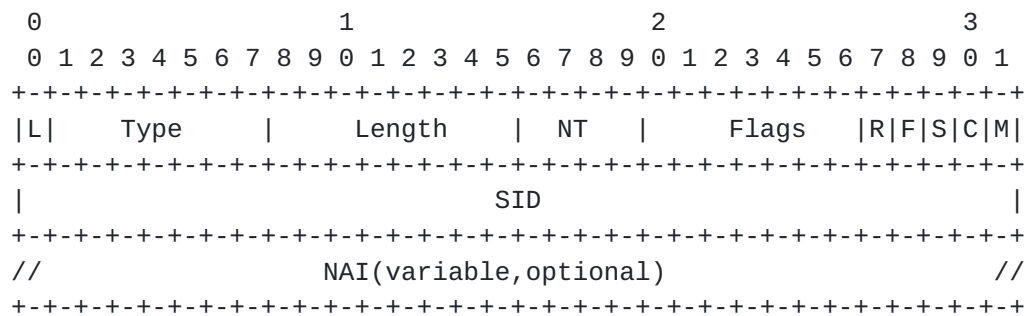 0                   1                   2                   3
 0 1 2 3 4 5 6 7 8 9 0 1 2 3 4 5 6 7 8 9 0 1 2 3 4 5 6 7 8 9 0 1
+-+-+-+-+-+-+-+-+-+-+-+-+-+-+-+-+-+-+-+-+-+-+-+-+-+-+-+-+-+-+-+-+
|L|    Type     |     Length    |  NT   |     Flags   |R|F|S|C|M|
+-+-+-+-+-+-+-+-+-+-+-+-+-+-+-+-+-+-+-+-+-+-+-+-+-+-+-+-+-+-+-+-+
|                              SID                              |
+-+-+-+-+-+-+-+-+-+-+-+-+-+-+-+-+-+-+-+-+-+-+-+-+-+-+-+-+-+-+-+-+
//                  NAI(variable,optional)                     //
+-+-+-+-+-+-+-+-+-+-+-+-+-+-+-+-+-+-+-+-+-+-+-+-+-+-+-+-+-+-+-+-+